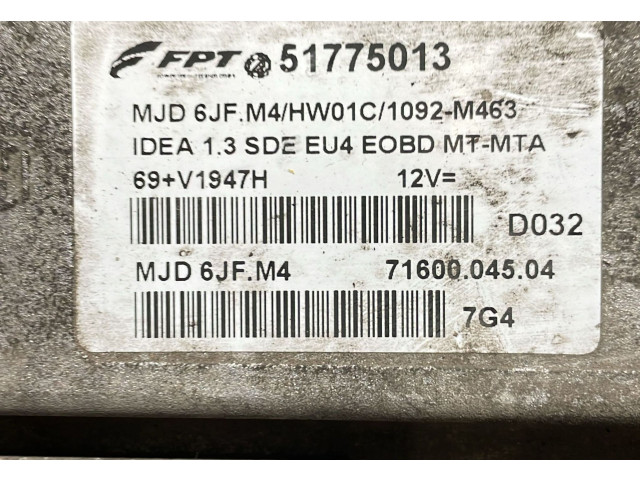 FPT 51775013
MJD 6JF.M4/HW01C/1092-M463
IDEA 1.3 SDE EU4 EOBD MT-MTA
69+V1947H 12V=
D032
MJD 6JF.M4 71600.045.04
7G4